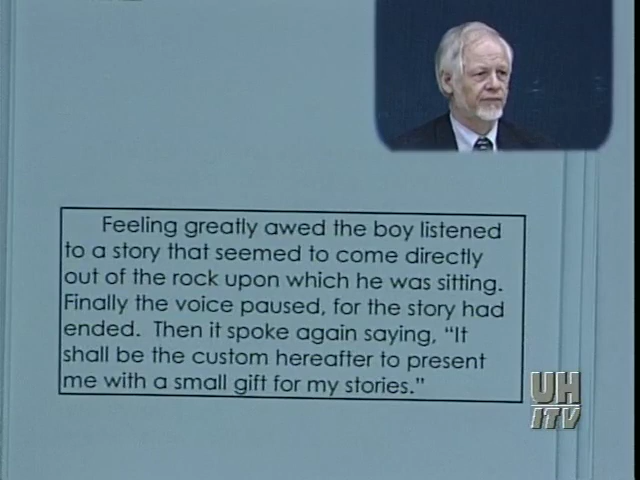 Feeling greatly awed the boy listened
to a story that seemed to come directly
out of the rock upon which he was sitting.
Finally the voice paused, for the story had
ended. Then it spoke again saying, “It
shall be the custom hereafter to present
me with a small gift for my stories.”
UH
ITV